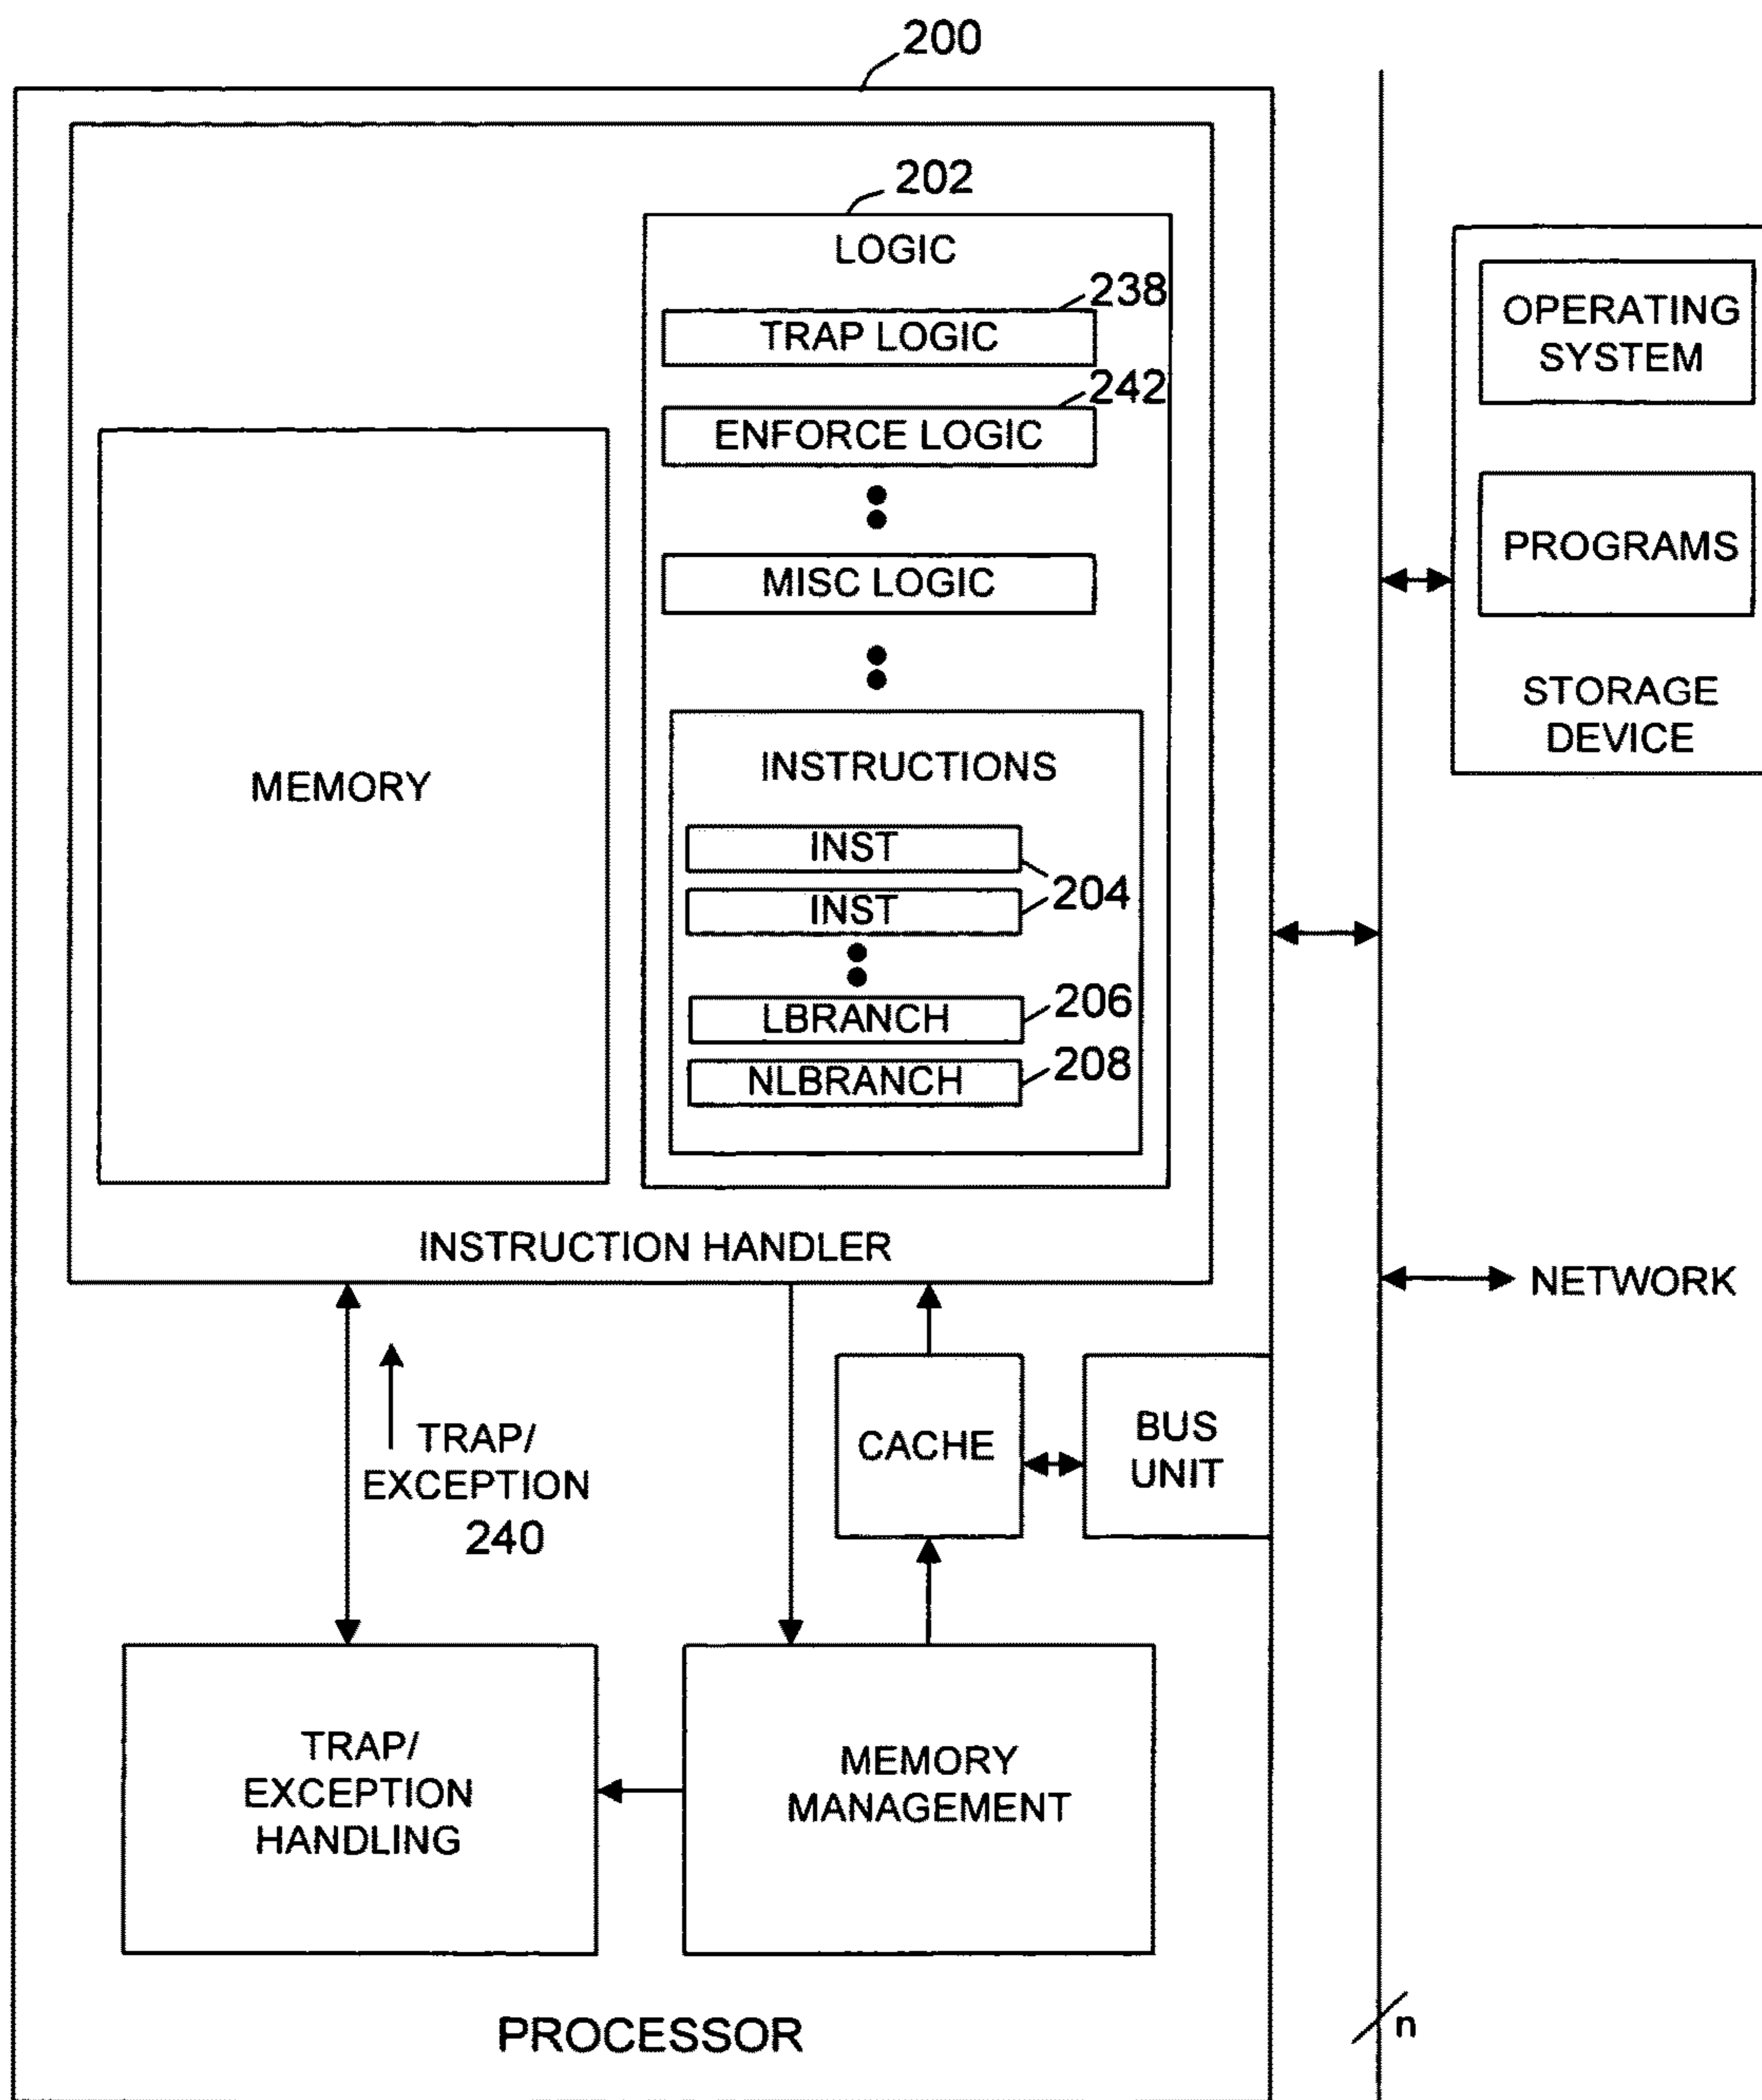 200
202
LOGIC
238
TRAP LOGIC
242
ENFORCE LOGIC
MISC LOGIC
INSTRUCTIONS
INST
204
INST
LBRANCH
206
NLBRANCH
208
MEMORY
INSTRUCTION HANDLER
OPERATING
SYSTEM
PROGRAMS
STORAGE
DEVICE
NETWORK
TRAP/
EXCEPTION
240
CACHE
BUS
UNIT
TRAP/
EXCEPTION
HANDLING
MEMORY
MANAGEMENT
PROCESSOR
n